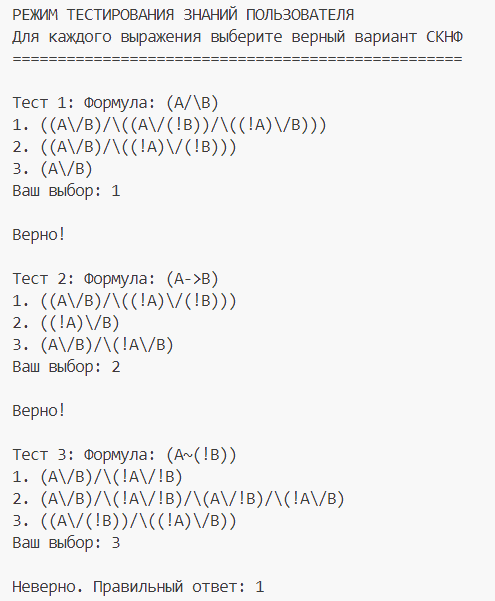 РЕЖИМ ТЕСТИРОВАНИЯ ЗНАНИЙ ПОЛЬЗОВАТЕЛЯ
Для каждого выражения выберите верный вариант СКНФ
==================================================
Тест 1: Формула: (A/\B)
1. ((A\/B)/\((A\/(!B))/\((!A)\/B)))
2. ((A\/B)/\((!A)\/(!B)))
3. (A\/B)
Ваш выбор: 1
Верно!
Тест 2: Формула: (A->B)
1. ((A\/B)/\((!A)\/(!B)))
2. ((!A)\/B)
3. (A\/B)/\(!A\/B)
Ваш выбор: 2
Верно!
Тест 3: Формула: (A~(!B))
1. (A\/B)/\(!A\/!B)
2. (A\/B)/\(!A\/!B)/\(A\/!B)/\(!A\/B)
3. ((A\/(!B))/\((!A)\/B))
Ваш выбор: 3
Неверно. Правильный ответ: 1